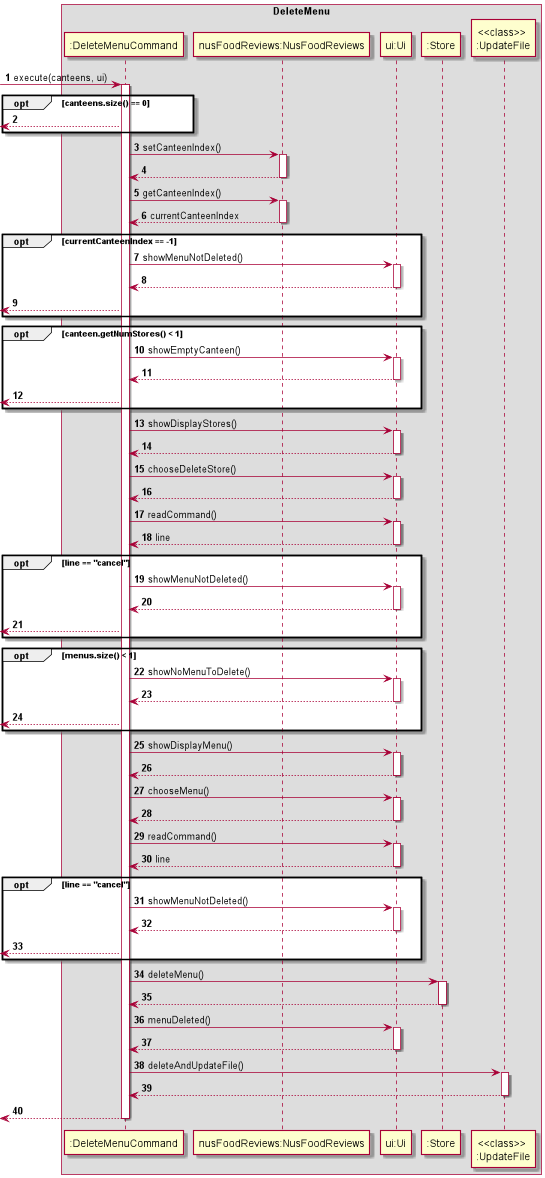 DeleteMenu
:DeleteMenuCommand
nusFoodReviews:NusFoodReviews
ui:Ui
:Store
<<class>>
:UpdateFile
1 execute(canteens, ui)
opt [canteens.size() == 0]
2
3 setCanteenIndex()
4
5 getCanteenIndex()
6 currentCanteenIndex
opt [currentCanteenIndex == -1]
7 showMenuNotDeleted()
8
9
opt [canteen.getNumStores() < 1]
10 showEmptyCanteen()
11
12
13 showDisplayStores()
14
15 chooseDeleteStore()
16
17 readCommand()
18 line
opt [line == "cancel"]
19 showMenuNotDeleted()
20
21
opt [menus.size() < 1]
22 showNoMenuToDelete()
23
24
25 showDisplayMenu()
26
27 chooseMenu()
28
29 readCommand()
30 line
opt [line == "cancel"]
31 showMenuNotDeleted()
32
33
34 deleteMenu()
35
36 menuDeleted()
37
38 deleteAndUpdateFile()
39
40
:DeleteMenuCommand
nusFoodReviews:NusFoodReviews
ui:Ui
:Store
<<class>>
:UpdateFile